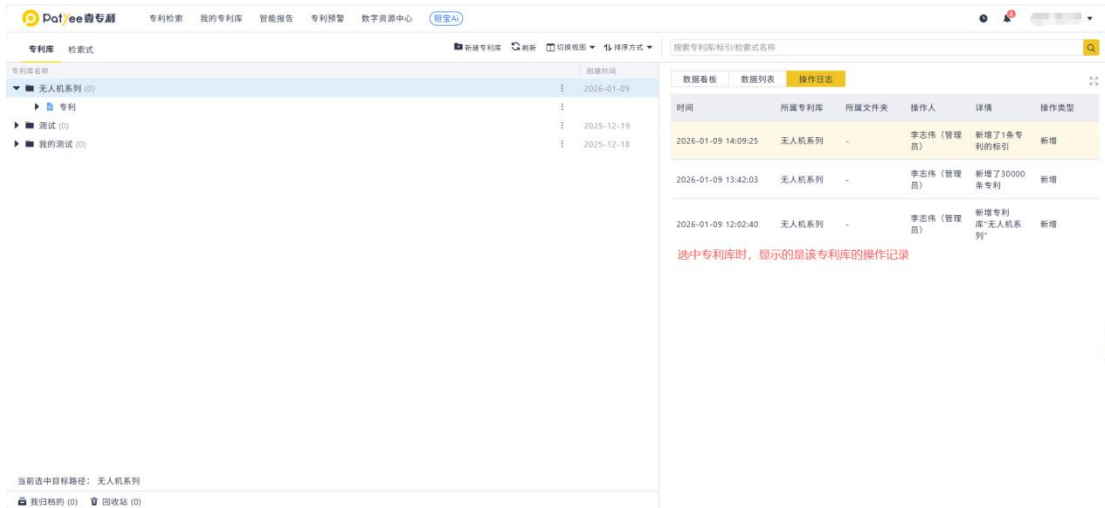 Patyee壹专利 专利检索 我的专利库 智能报告 专利预警 数字资源中心 银宝Ai 4
专利库 检索式 新建专利库 刷新 切换视图 排序方式 搜索专利库/标引/检索式名称
专利库名称 创建时间
无人机系列 (0) 2026-01-09
专利
测试 (0) 2025-12-19
我的测试 (0) 2025-12-18
当前选中目标路径: 无人机系列
我归档的 (0) 回收站 (0)
数据看板 数据列表 操作日志
时间 所属专利库 所属文件夹 操作人 详情 操作类型
2026-01-09 14:09:25 无人机系列 - 李志伟（管理员） 新增了1条专利的标引 新增
2026-01-09 13:42:03 无人机系列 - 李志伟（管理员） 新增了30000条专利 新增
2026-01-09 12:02:40 无人机系列 - 李志伟（管理员） 新增专利库"无人机系列" 新增
选中专利库时，显示的是该专利库的操作记录